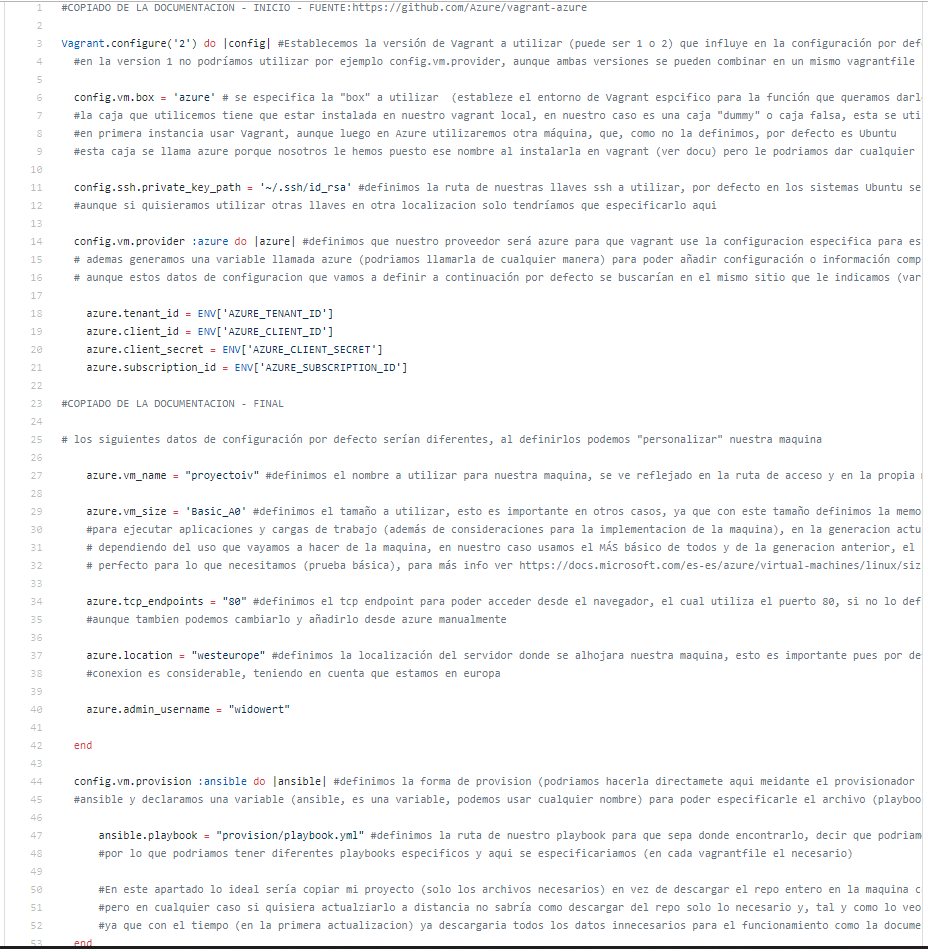 1 #COPIADO DE LA DOCUMENTACION - INICIO - FUENTE:https://github.com/Azure/vagrant-azure
2
3 Vagrant.configure('2') do |config| #Establecemos la versión de Vagrant a utilizar (puede ser 1 o 2) que influye en la configuración por def
4 #en la version 1 no podríamos utilizar por ejemplo config.vm.provider, aunque ambas versiones se pueden combinar en un mismo vagrantfile
5
6 config.vm.box = 'azure' # se especifica la "box" a utilizar (estableze el entorno de Vagrant espcifico para la función que queramos darl
7 #la caja que utilicemos tiene que estar instalada en nuestro vagrant local, en nuestro caso es una caja "dummy" o caja falsa, esta se uti
8 #en primera instancia usar Vagrant, aunque luego en Azure utilizaremos otra máquina, que, como no la definimos, por defecto es Ubuntu
9 #esta caja se llama azure porque nosotros le hemos puesto ese nombre al instalarla en vagrant (ver docu) pero le podriamos dar cualquier
10
11 config.ssh.private_key_path = '~/.ssh/id_rsa' #definimos la ruta de nuestras llaves ssh a utilizar, por defecto en los sistemas Ubuntu se
12 #aunque si quisieramos utilizar otras llaves en otra localizacion solo tendríamos que especificarlo aqui
13
14 config.vm.provider :azure do |azure| #definimos que nuestro proveedor será azure para que vagrant use la configuracion especifica para es
15 # ademas generamos una variable llamada azure (podriamos llamarla de cualquier manera) para poder añadir configuración o información comp
16 # aunque estos datos de configuracion que vamos a definir a continuación por defecto se buscarían en el mismo sitio que le indicamos (var
17
18 azure.tenant_id = ENV['AZURE_TENANT_ID']
19 azure.client_id = ENV['AZURE_CLIENT_ID']
20 azure.client_secret = ENV['AZURE_CLIENT_SECRET']
21 azure.subscription_id = ENV['AZURE_SUBSCRIPTION_ID']
22
23 #COPIADO DE LA DOCUMENTACION - FINAL
24
25 # los siguientes datos de configuración por defecto serían diferentes, al definirlos podemos "personalizar" nuestra maquina
26
27 azure.vm_name = "proyectoiv" #definimos el nombre a utilizar para nuestra maquina, se ve reflejado en la ruta de acceso y en la propia
28
29 azure.vm_size = 'Basic_A0' #definimos el tamaño a utilizar, esto es importante en otros casos, ya que con este tamaño definimos la memo
30 #para ejecutar aplicaciones y cargas de trabajo (además de consideraciones para la implementacion de la maquina), en la generacion actu
31 # dependiendo del uso que vayamos a hacer de la maquina, en nuestro caso usamos el MÁS básico de todos y de la generacion anterior, el
32 # perfecto para lo que necesitamos (prueba básica), para más info ver https://docs.microsoft.com/es-es/azure/virtual-machines/linux/siz
33
34 azure.tcp_endpoints = "80" #definimos el tcp endpoint para poder acceder desde el navegador, el cual utiliza el puerto 80, si no lo def
35 #aunque tambien podemos cambiarlo y añadirlo desde azure manualmente
36
37 azure.location = "westeurope" #definimos la localización del servidor donde se alhojara nuestra maquina, esto es importante pues por de
38 #conexion es considerable, teniendo en cuenta que estamos en europa
39
40 azure.admin_username = "widowert"
41
42 end
43
44 config.vm.provision :ansible do |ansible| #definimos la forma de provision (podriamos hacerla directamete aqui meidante el provisionador
45 #ansible y declaramos una variable (ansible, es una variable, podemos usar cualquier nombre) para poder especificarle el archivo (playboo
46
47 ansible.playbook = "provision/playbook.yml" #definimos la ruta de nuestro playbook para que sepa donde encontrarlo, decir que podriam
48 #por lo que podriamos tener diferentes playbooks especificos y aqui se especificariamos (en cada vagrantfile el necesario)
49
50 #En este apartado lo ideal sería copiar mi proyecto (solo los archivos necesarios) en vez de descargar el repo entero en la maquina c
51 #pero en cualquier caso si quisiera actualziarlo a distancia no sabría como descargar del repo solo lo necesario y, tal y como lo veo
52 #ya que con el tiempo (en la primera actualizacion) ya descargaria todos los datos innecesarios para el funcionamiento como la docume
53 end